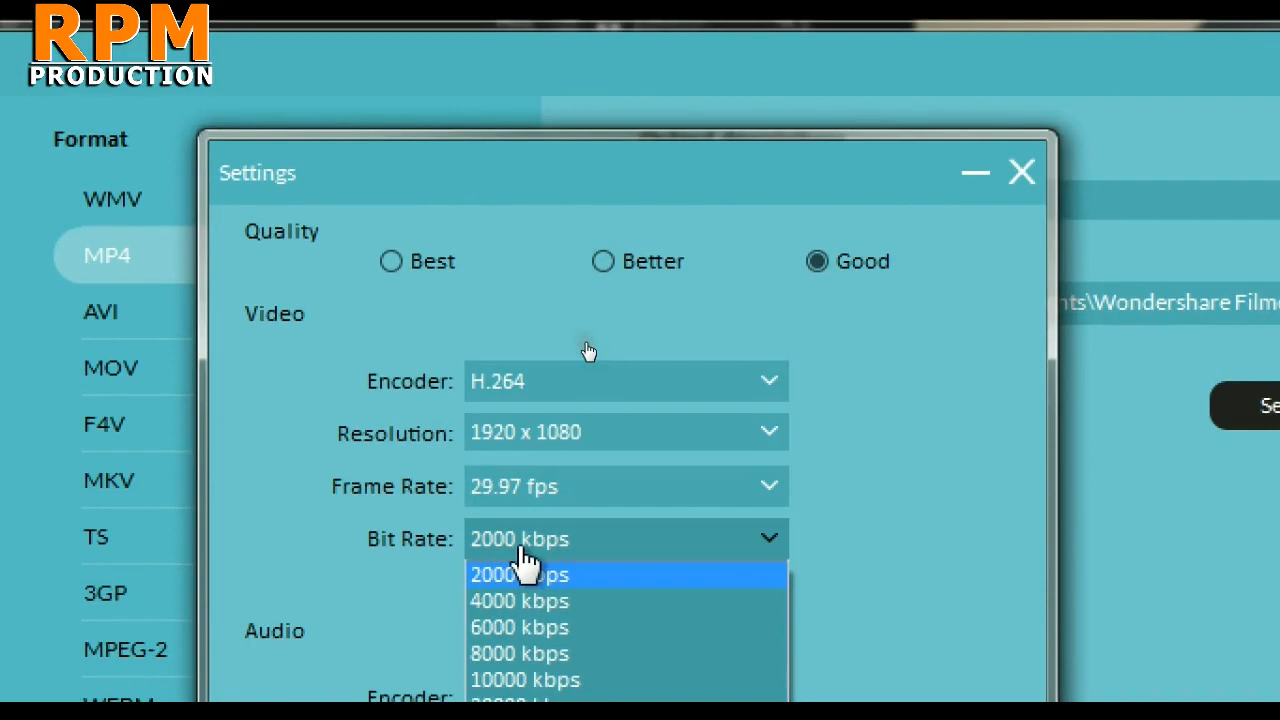 RPM
PRODUCTION
Format
WMV
MP4
AVI
MOV
F4V
MKV
TS
3GP
MPEG-2
Settings
Quality
Best
Better
Good
Video
Encoder: H.264
Resolution: 1920 x 1080
Frame Rate: 29.97 fps
Bit Rate: 2000 kbps
2000 kbps
4000 kbps
6000 kbps
8000 kbps
10000 kbps
Audio
Encoder:
nts\Wondershare Filmo
Se